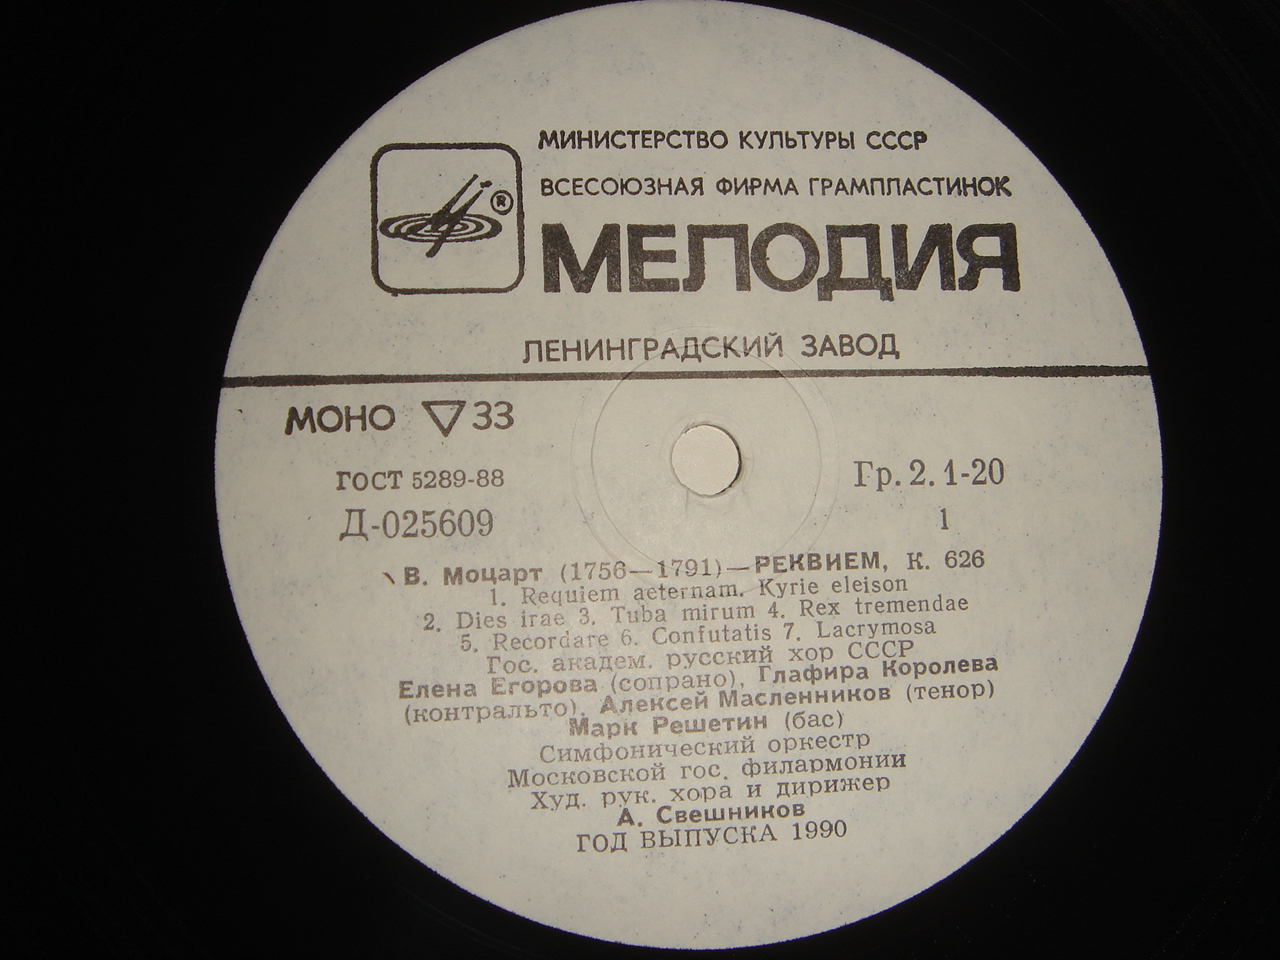 МИНИСТЕРСТВО КУЛЬТУРЫ СССР
ВСЕСОЮЗНАЯ ФИРМА ГРАМПЛАСТИНОК
®
МЕЛОДИЯ
ЛЕНИНГРАДСКИЙ ЗАВОД
МОНО ▽ 33
ГОСТ 5289-88
Гр. 2. 1-20
Д-025609
1
В. Моцарт (1756—1791)—РЕКВИЕМ, К. 626
1. Requiem aeternam. Kyrie eleison
2. Dies irae 3. Tuba mirum 4. Rex tremendae
5. Recordare 6. Confutatis 7. Lacrymosa
Гос. академ. русский хор СССР
Елена Егорова (сопрано), Глафира Королева
(контральто), Алексей Масленников (тенор)
Марк Решетин (бас)
Симфонический оркестр
Московской гос. филармонии
Худ. рук. хора и дирижер
А. Свешников
ГОД ВЫПУСКА 1990